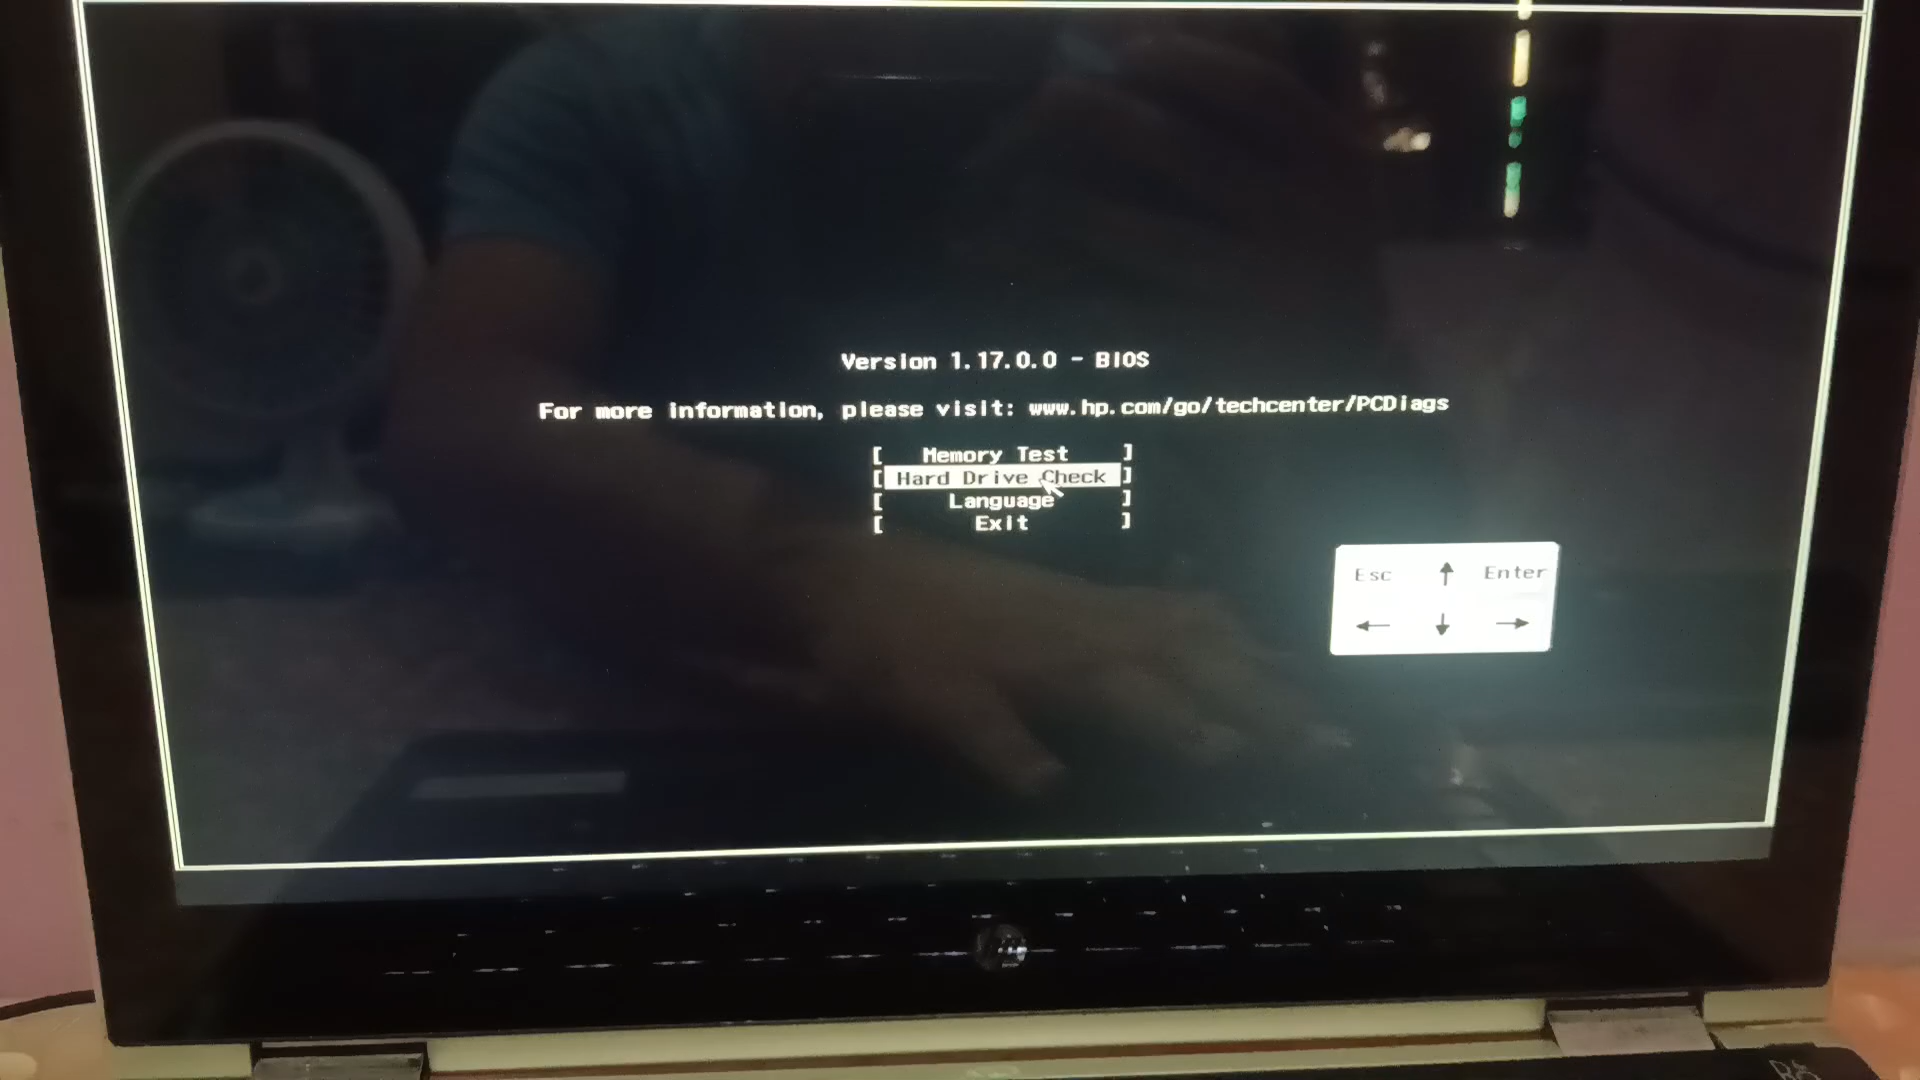 Version 1.17.0.0 - BIOS
For more information, please visit: www.hp.com/go/techcenter/PCDiags
[ Memory Test ]
[ Hard Drive Check ]
[ Language ]
[ Exit ]
Esc ↑ Enter
← ↓ →